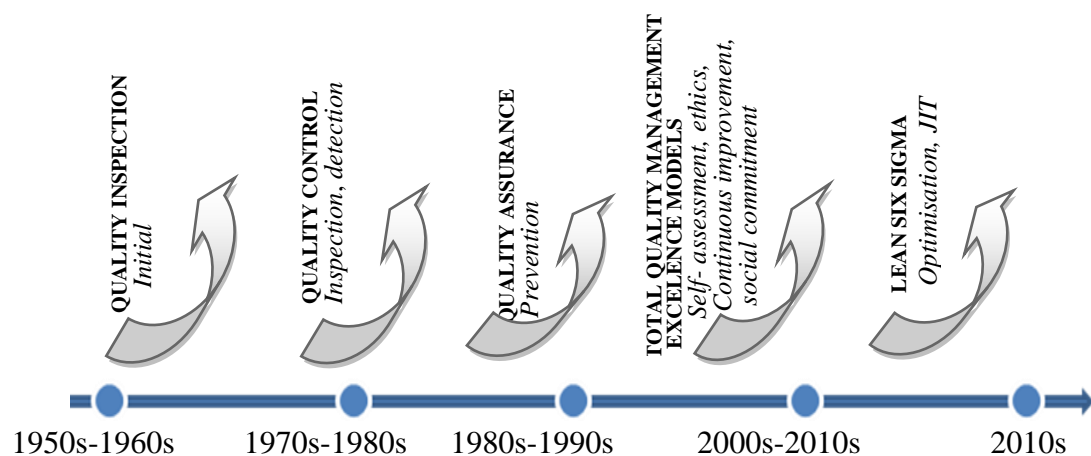 QUALITY INSPECTION
Initial
QUALITY CONTROL
Inspection, detection
QUALITY ASSURANCE
Prevention
TOTAL QUALITY MANAGEMENT
EXCELENCE MODELS
Self- assessment, ethics,
Continuous improvement,
social commitment
LEAN SIX SIGMA
Optimisation, JIT
1950s-1960s
1970s-1980s
1980s-1990s
2000s-2010s
2010s